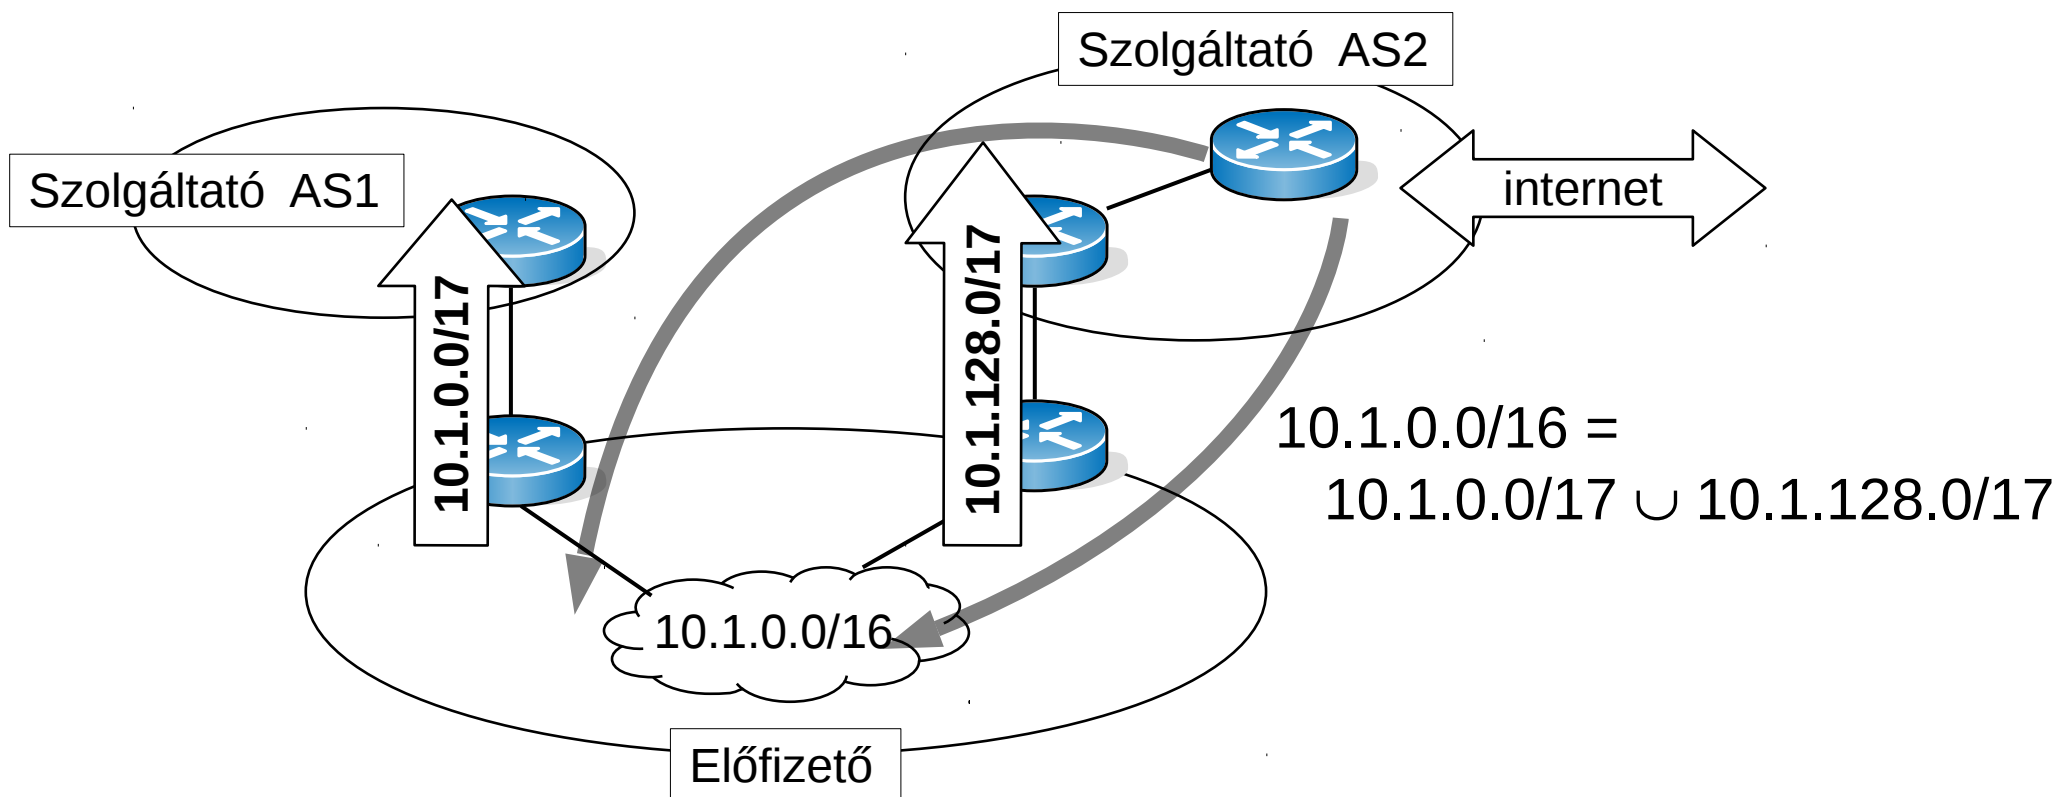 Szolgáltató AS2
Szolgáltató AS1
internet
10.1.0.0/17
10.1.128.0/17
10.1.0.0/16 =
10.1.0.0/17 ∪ 10.1.128.0/17
10.1.0.0/16
Előfizető